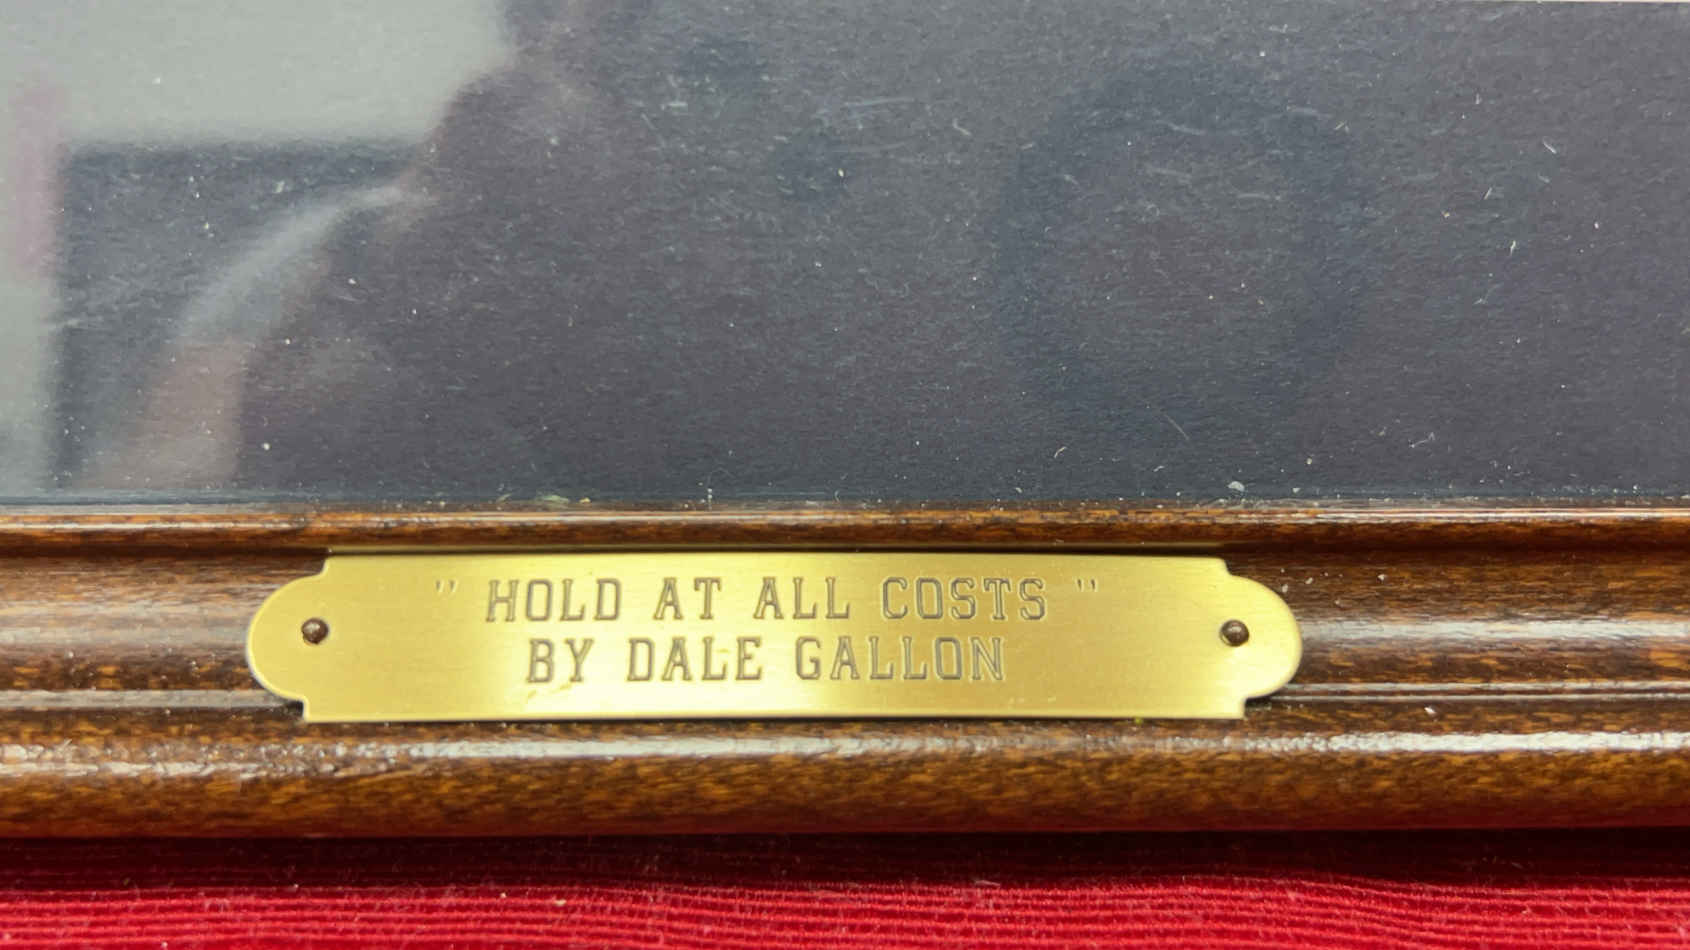 " HOLD AT ALL COSTS "
BY DALE GALLON